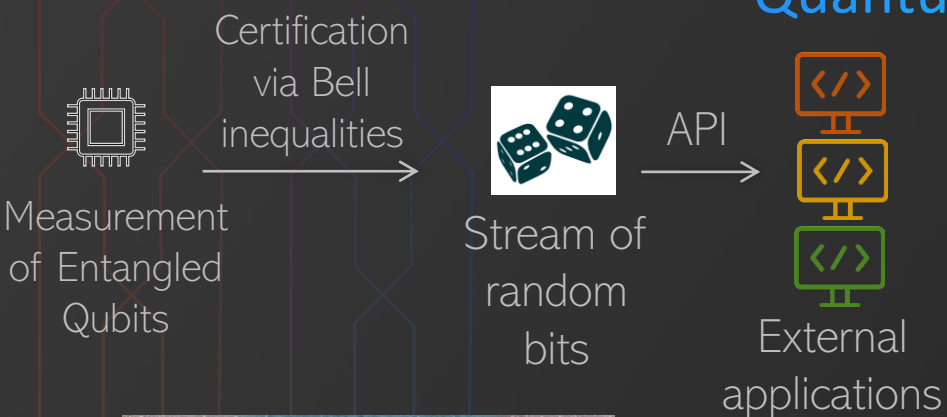 Certification
via Bell
inequalities
Measurement
of Entangled
Qubits
Stream of
random
bits
API
</>
</>
</>
External
applications